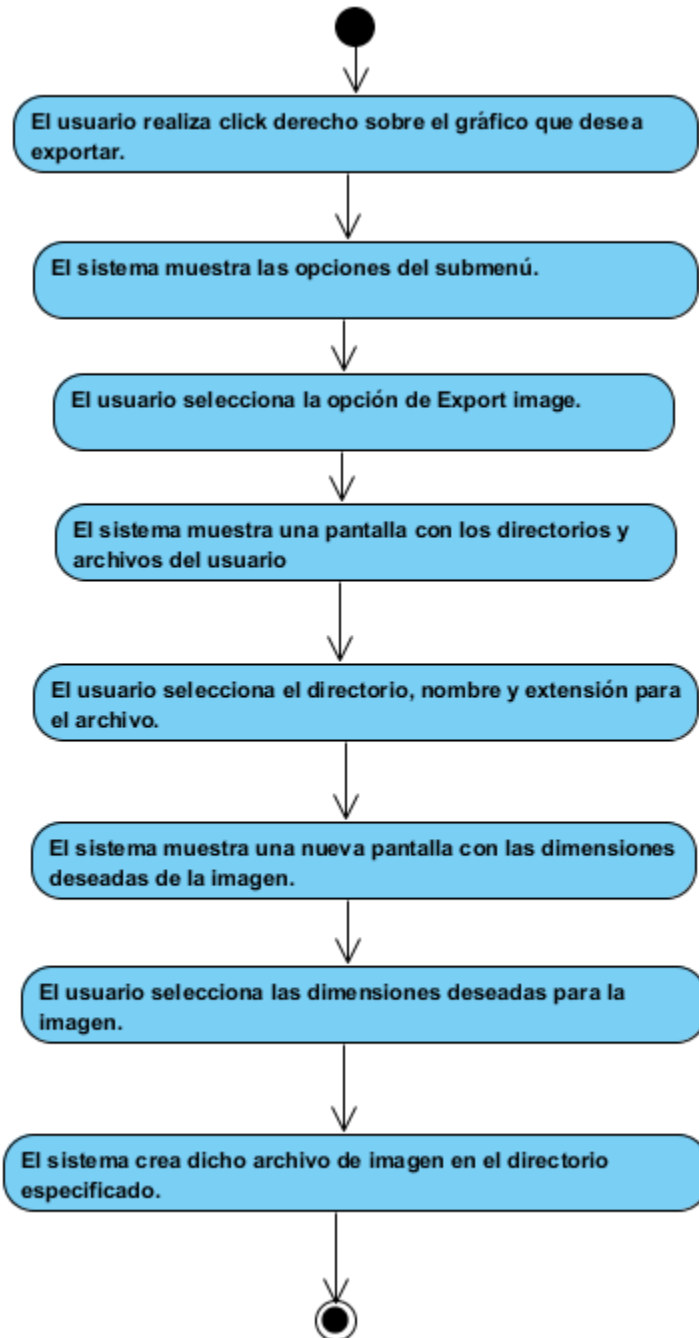 El usuario realiza click derecho sobre el gráfico que desea
exportar.
El sistema muestra las opciones del submenú.
El usuario selecciona la opción de Export image.
El sistema muestra una pantalla con los directorios y
archivos del usuario
El usuario selecciona el directorio, nombre y extensión para
el archivo.
El sistema muestra una nueva pantalla con las dimensiones
deseadas de la imagen.
El usuario selecciona las dimensiones deseadas para la
imagen.
El sistema crea dicho archivo de imagen en el directorio
especificado.